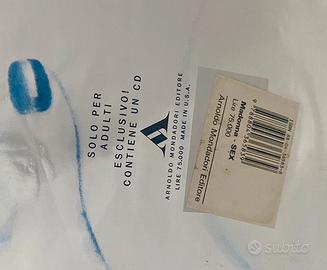 SOLO PER
ADULTI
ESCLUSIVO!
CONTIENE UN CD
ARNOLDO MONDADORI EDITORE
LIRE 75.000 MADE IN U.S.A.
Madonna - SEX
Lire 75.000
Arnoldo Mondadori Editore
subito